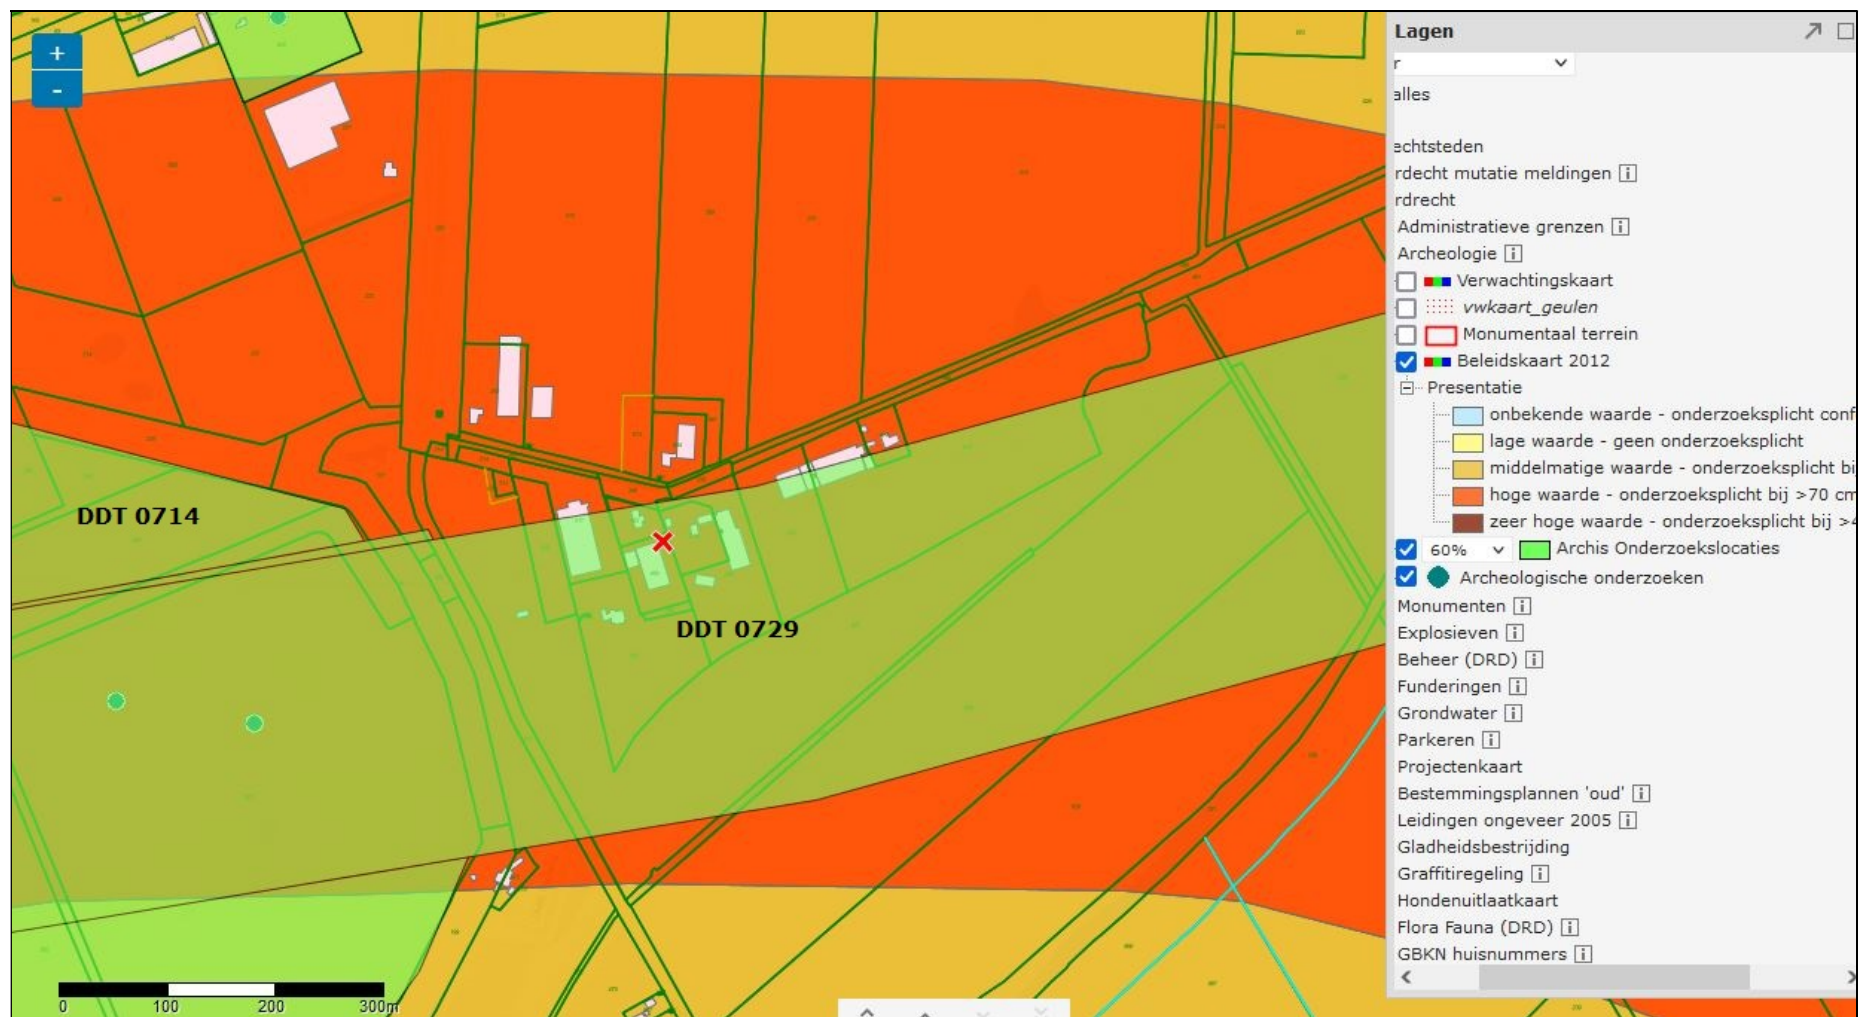 +
-
DDT 0714
DDT 0729
0 100 200 300m
Lagen
r
alles
echtsteden
rdecht mutatie meldingen i
rdrecht
Administratieve grenzen i
Archeologie i
Verwachtingskaart
vwkaart_geulen
Monumentaal terrein
Beleidskaart 2012
Presentatie
onbekende waarde - onderzoeksplicht conf
lage waarde - geen onderzoeksplicht
middelmatige waarde - onderzoeksplicht bi
hoge waarde - onderzoeksplicht bij >70 cm
zeer hoge waarde - onderzoeksplicht bij >4
60% Archis Onderzoekslocaties
Archeologische onderzoeken
Monumenten i
Explosieven i
Beheer (DRD) i
Funderingen i
Grondwater i
Parkeren i
Projectenkaart
Bestemmingsplannen 'oud' i
Leidingen ongeveer 2005 i
Gladheidsbestrijding
Graffitiregeling i
Hondenuitlaatkaart
Flora Fauna (DRD) i
GBKN huisnummers i